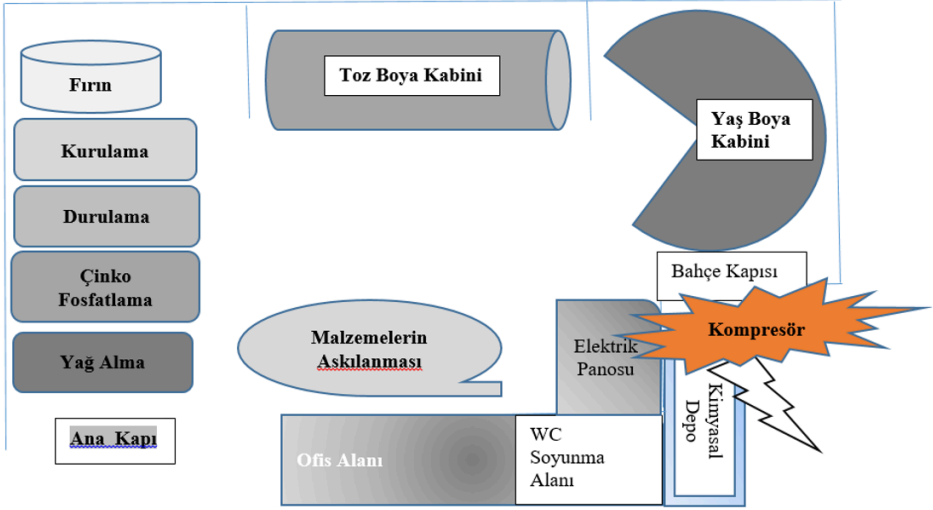 Fırın
Kurulama
Durulama
Çinko
Fosfatlama
Yağ Alma
Ana Kapı
Toz Boya Kabini
Yaş Boya
Kabini
Bahçe Kapısı
Kompresör
Malzemelerin
Askılanması
Elektrik
Panosu
Kimyasal
Depo
Ofis Alanı
WC
Soyunma
Alanı